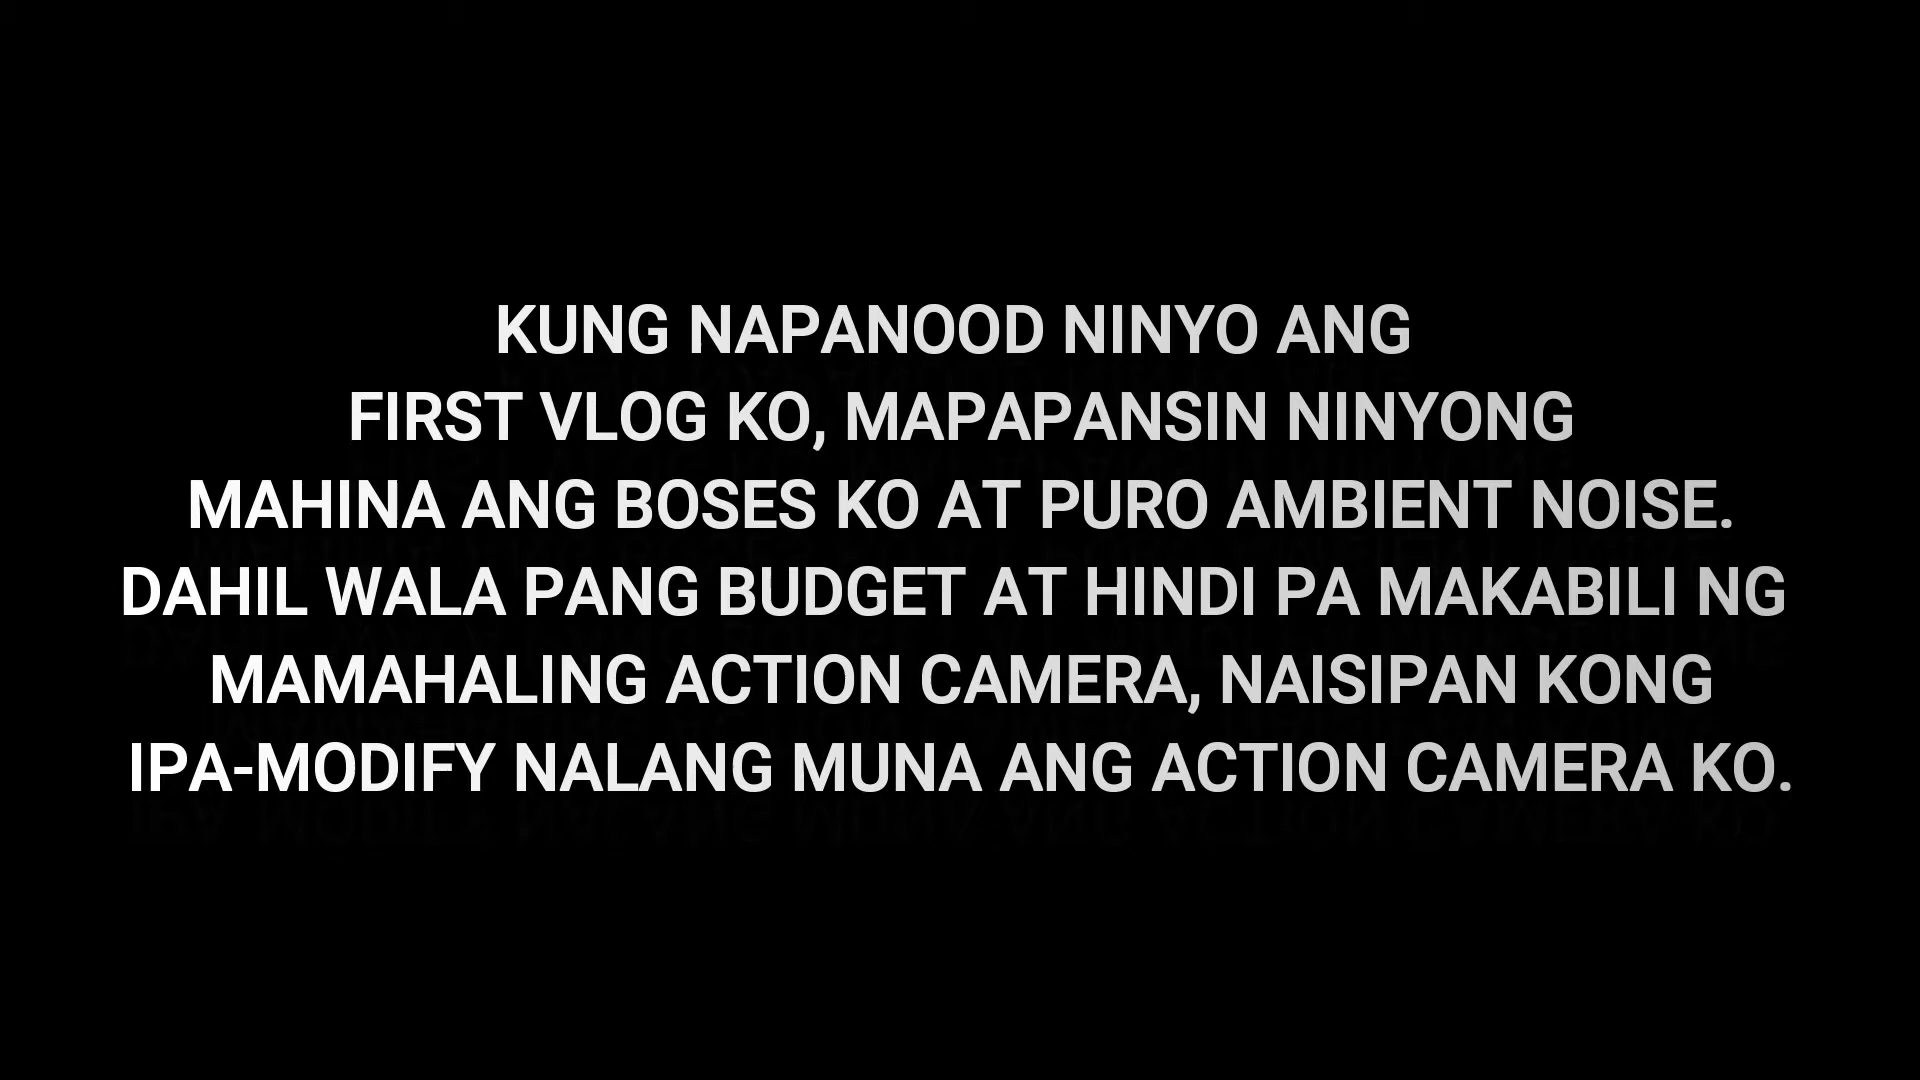 KUNG NAPANOOD NINYO ANG
FIRST VLOG KO, MAPAPANSIN NINYONG
MAHINA ANG BOSES KO AT PURO AMBIENT NOISE.
DAHIL WALA PANG BUDGET AT HINDI PA MAKABILI NG
MAMAHALING ACTION CAMERA, NAISIPAN KONG
IPA-MODIFY NALANG MUNA ANG ACTION CAMERA KO.